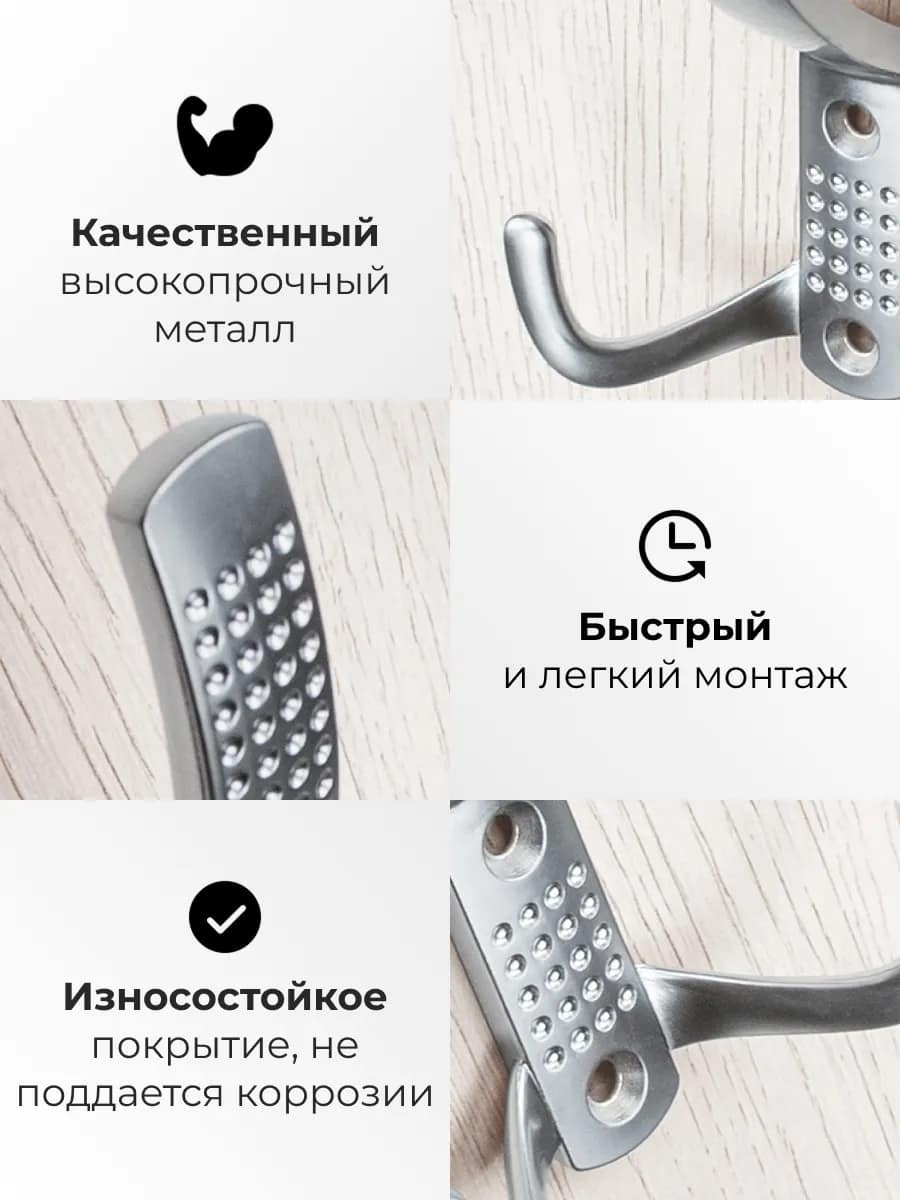 Качественный
высокопрочный
металл
Быстрый
и легкий монтаж
Износостойкое
покрытие, не
поддается коррозии